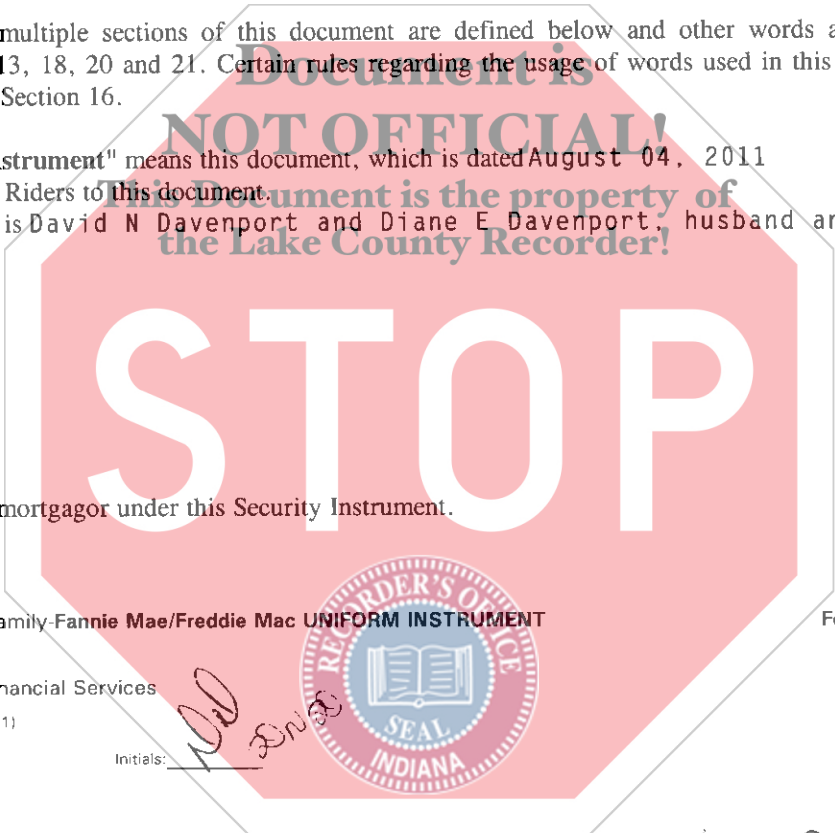 multiple sections of this document are defined below and other words a
13, 18, 20 and 21. Certain rules regarding the usage of words used in this
Section 16.
Document is
NOT OFFICIAL!
This Document is the property of
the Lake County Recorder!
strument" means this document, which is dated August 04, 2011
Riders to this document.
is David N Davenport and Diane E Davenport, husband an
STOP
mortgagor under this Security Instrument.
amily-Fannie Mae/Freddie Mac UNIFORM INSTRUMENT
nancial Services
1)
Initials:
RECORDER'S OFFICE
SEAL
INDIANA